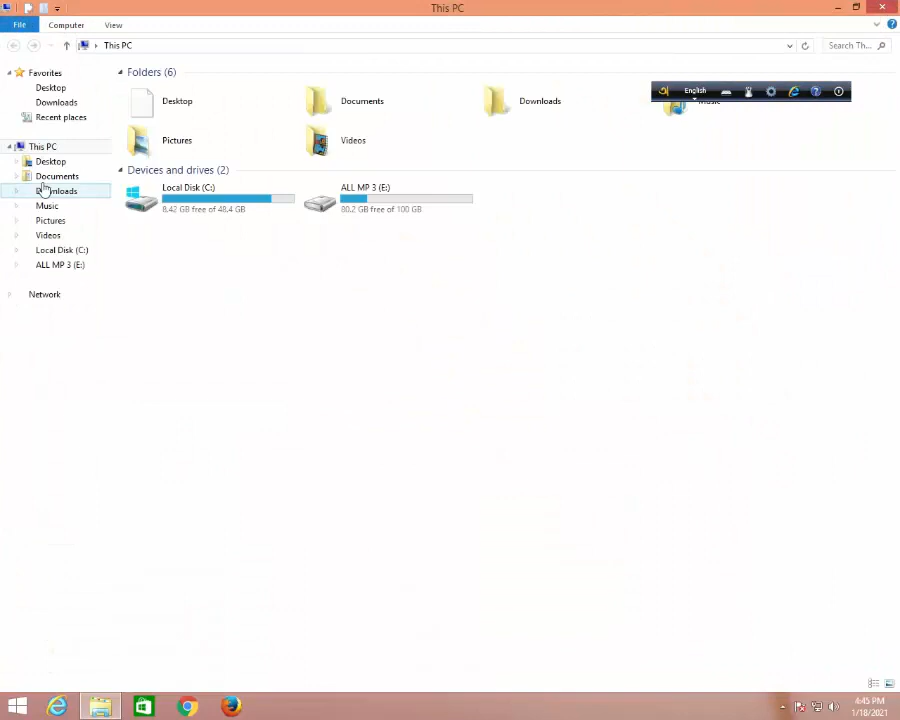 This PC
File Computer View
This PC Search Th...
Favorites
Desktop
Downloads
Recent places
This PC
Desktop
Documents
Downloads
Music
Pictures
Videos
Local Disk (C:)
ALL MP 3 (E:)
Network
Folders (6)
Desktop
Documents
Downloads
Music
Pictures
Videos
English
Devices and drives (2)
Local Disk (C:)
8.42 GB free of 48.4 GB
ALL MP 3 (E:)
80.2 GB free of 100 GB
4:45 PM
1/18/2021